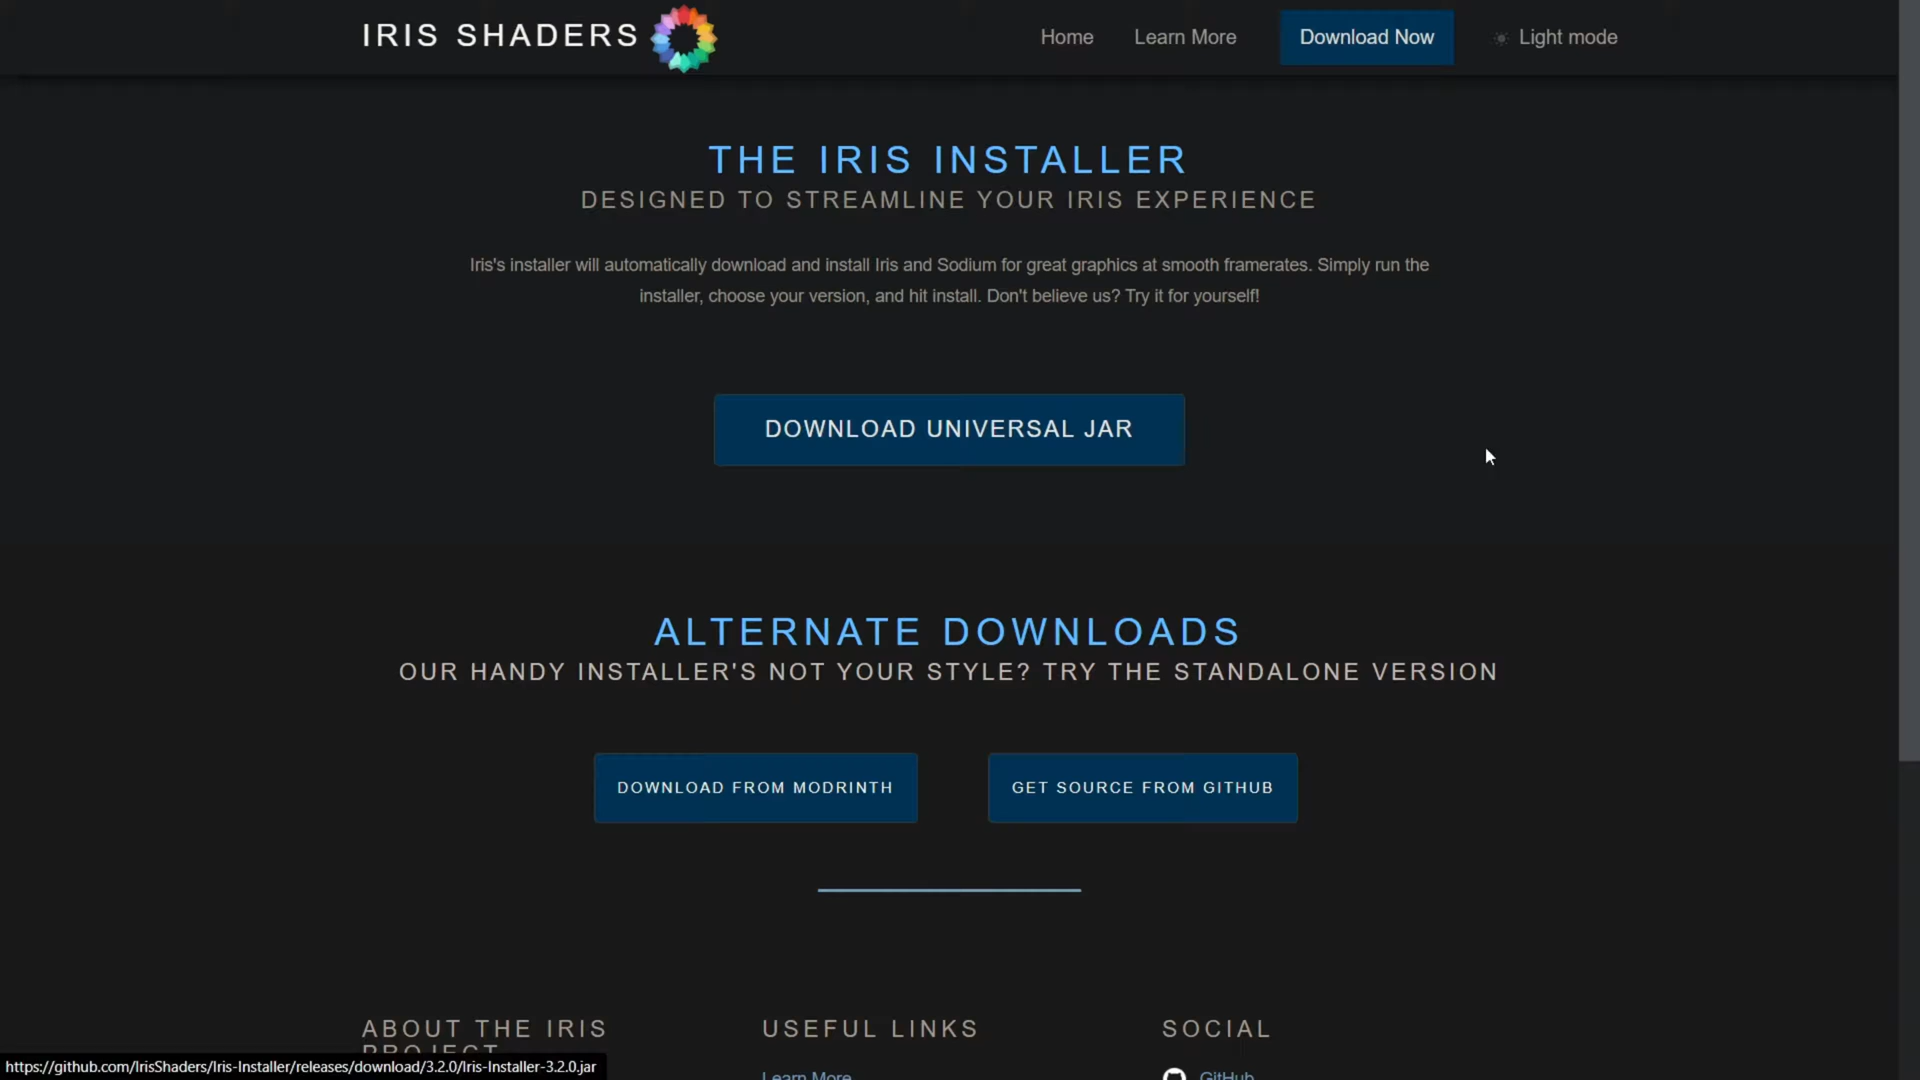 IRIS SHADERS
Home
Learn More
Download Now
Light mode
THE IRIS INSTALLER
DESIGNED TO STREAMLINE YOUR IRIS EXPERIENCE
Iris's installer will automatically download and install Iris and Sodium for great graphics at smooth framerates. Simply run the
installer, choose your version, and hit install. Don't believe us? Try it for yourself!
DOWNLOAD UNIVERSAL JAR
ALTERNATE DOWNLOADS
OUR HANDY INSTALLER'S NOT YOUR STYLE? TRY THE STANDALONE VERSION
DOWNLOAD FROM MODRINTH
GET SOURCE FROM GITHUB
ABOUT THE IRIS
PROJECT
USEFUL LINKS
Learn More
SOCIAL
GitHub
https://github.com/IrisShaders/Iris-Installer/releases/download/3.2.0/Iris-Installer-3.2.0.jar